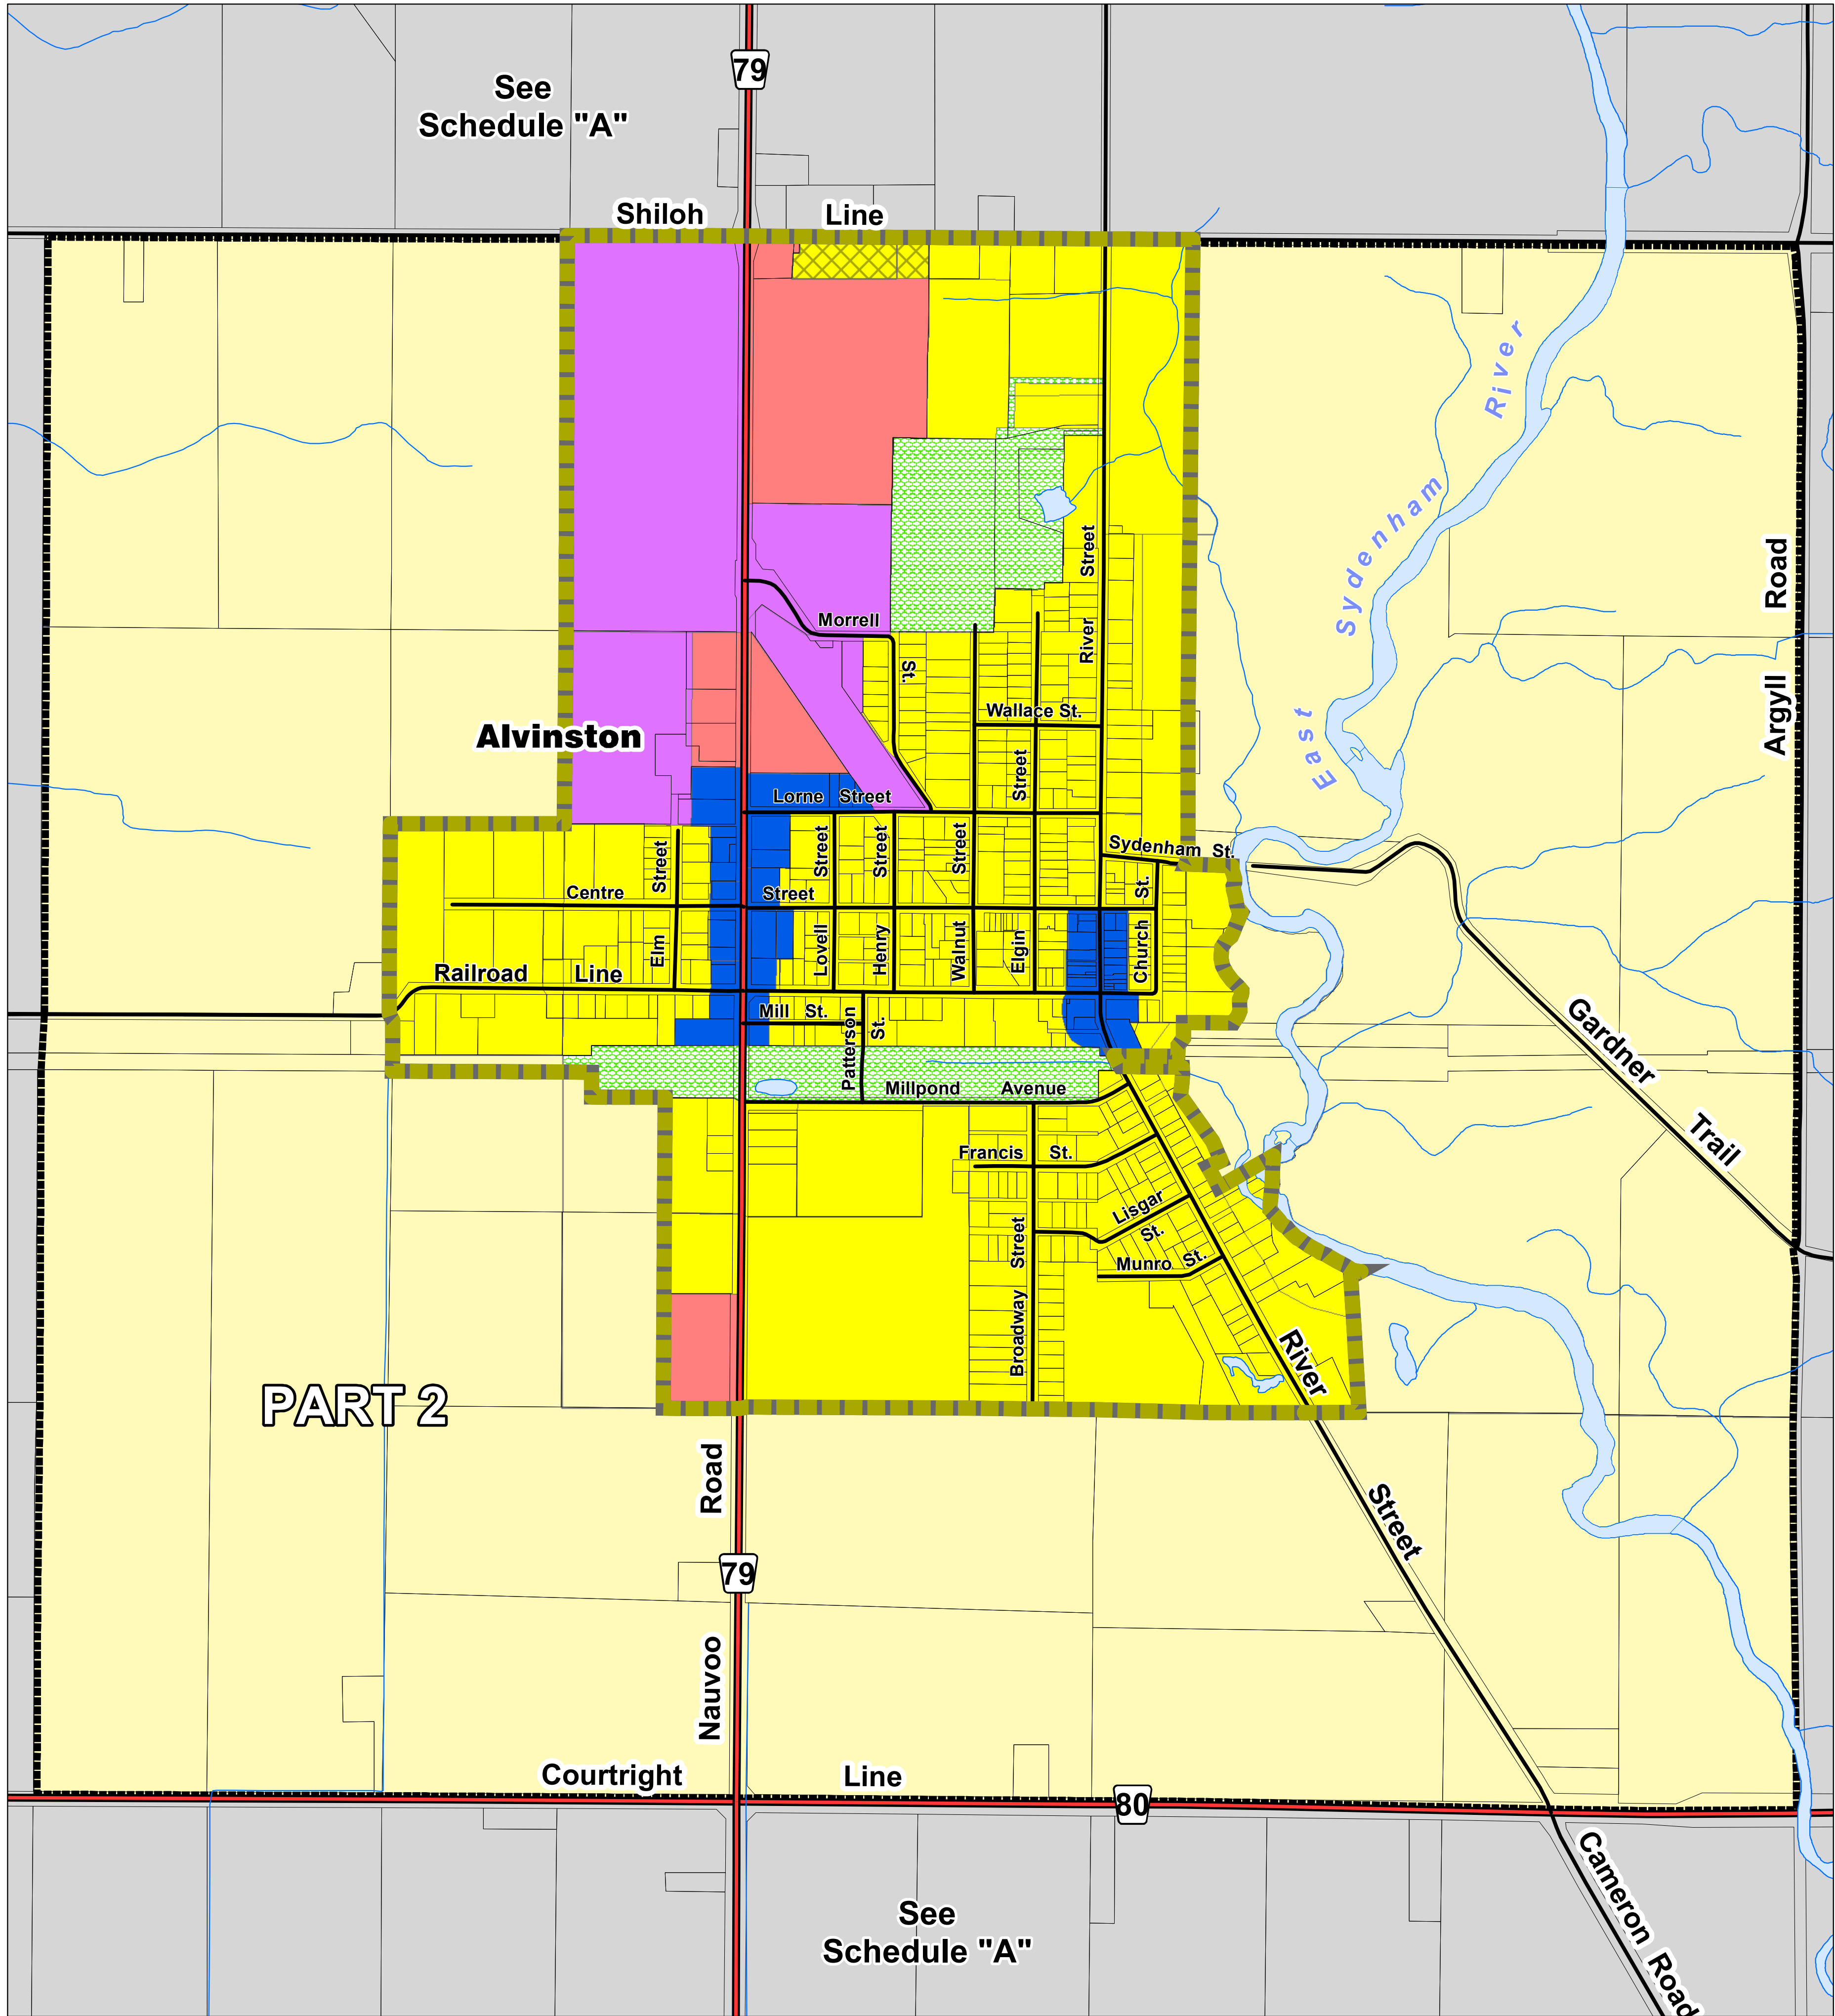 79
See
Schedule "A"
Shiloh Line
East Sydenham River
Argyll Road
River Street
Morrell St.
Wallace St.
Alvinston
Lorne Street
Street
Street
Street
Street
Street
Sydenham St.
Centre Street
Elm
Lovell
Henry
Walnut
Elgin
Church St.
Railroad Line
Mill St.
Patterson St.
Millpond Avenue
Gardner Trail
Francis St.
Lisgar St.
Munro St.
Broadway Street
River Street
PART 2
79
Nauvoo Road
Courtright Line
80
Cameron Road
See
Schedule "A"